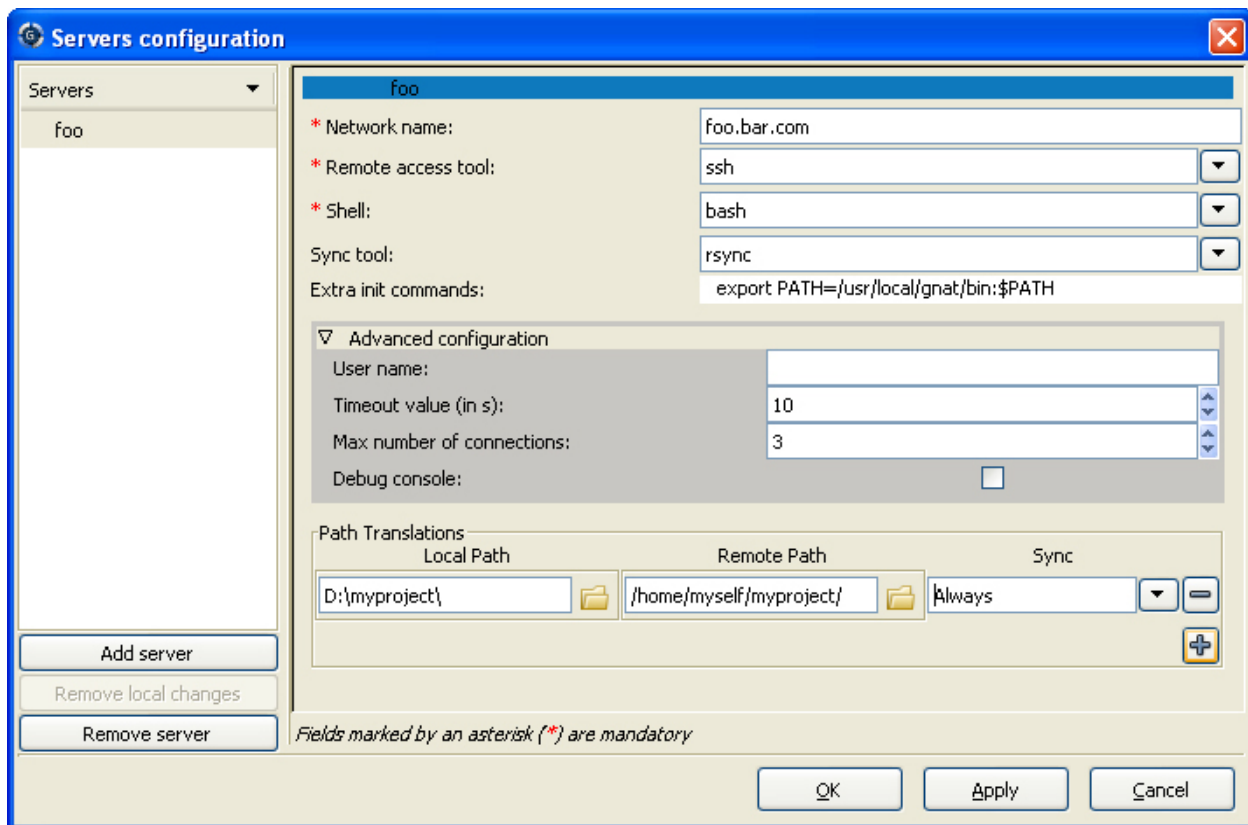 Servers configuration
Servers
foo
Add server
Remove local changes
Remove server
foo
* Network name: foo.bar.com
* Remote access tool: ssh
* Shell: bash
Sync tool: rsync
Extra init commands: export PATH=/usr/local/gnat/bin:$PATH
Advanced configuration
User name:
Timeout value (in s): 10
Max number of connections: 3
Debug console:
Path Translations
Local Path Remote Path Sync
D:\myproject\ /home/myself/myproject/ Always
Fields marked by an asterisk (*) are mandatory
OK Apply Cancel